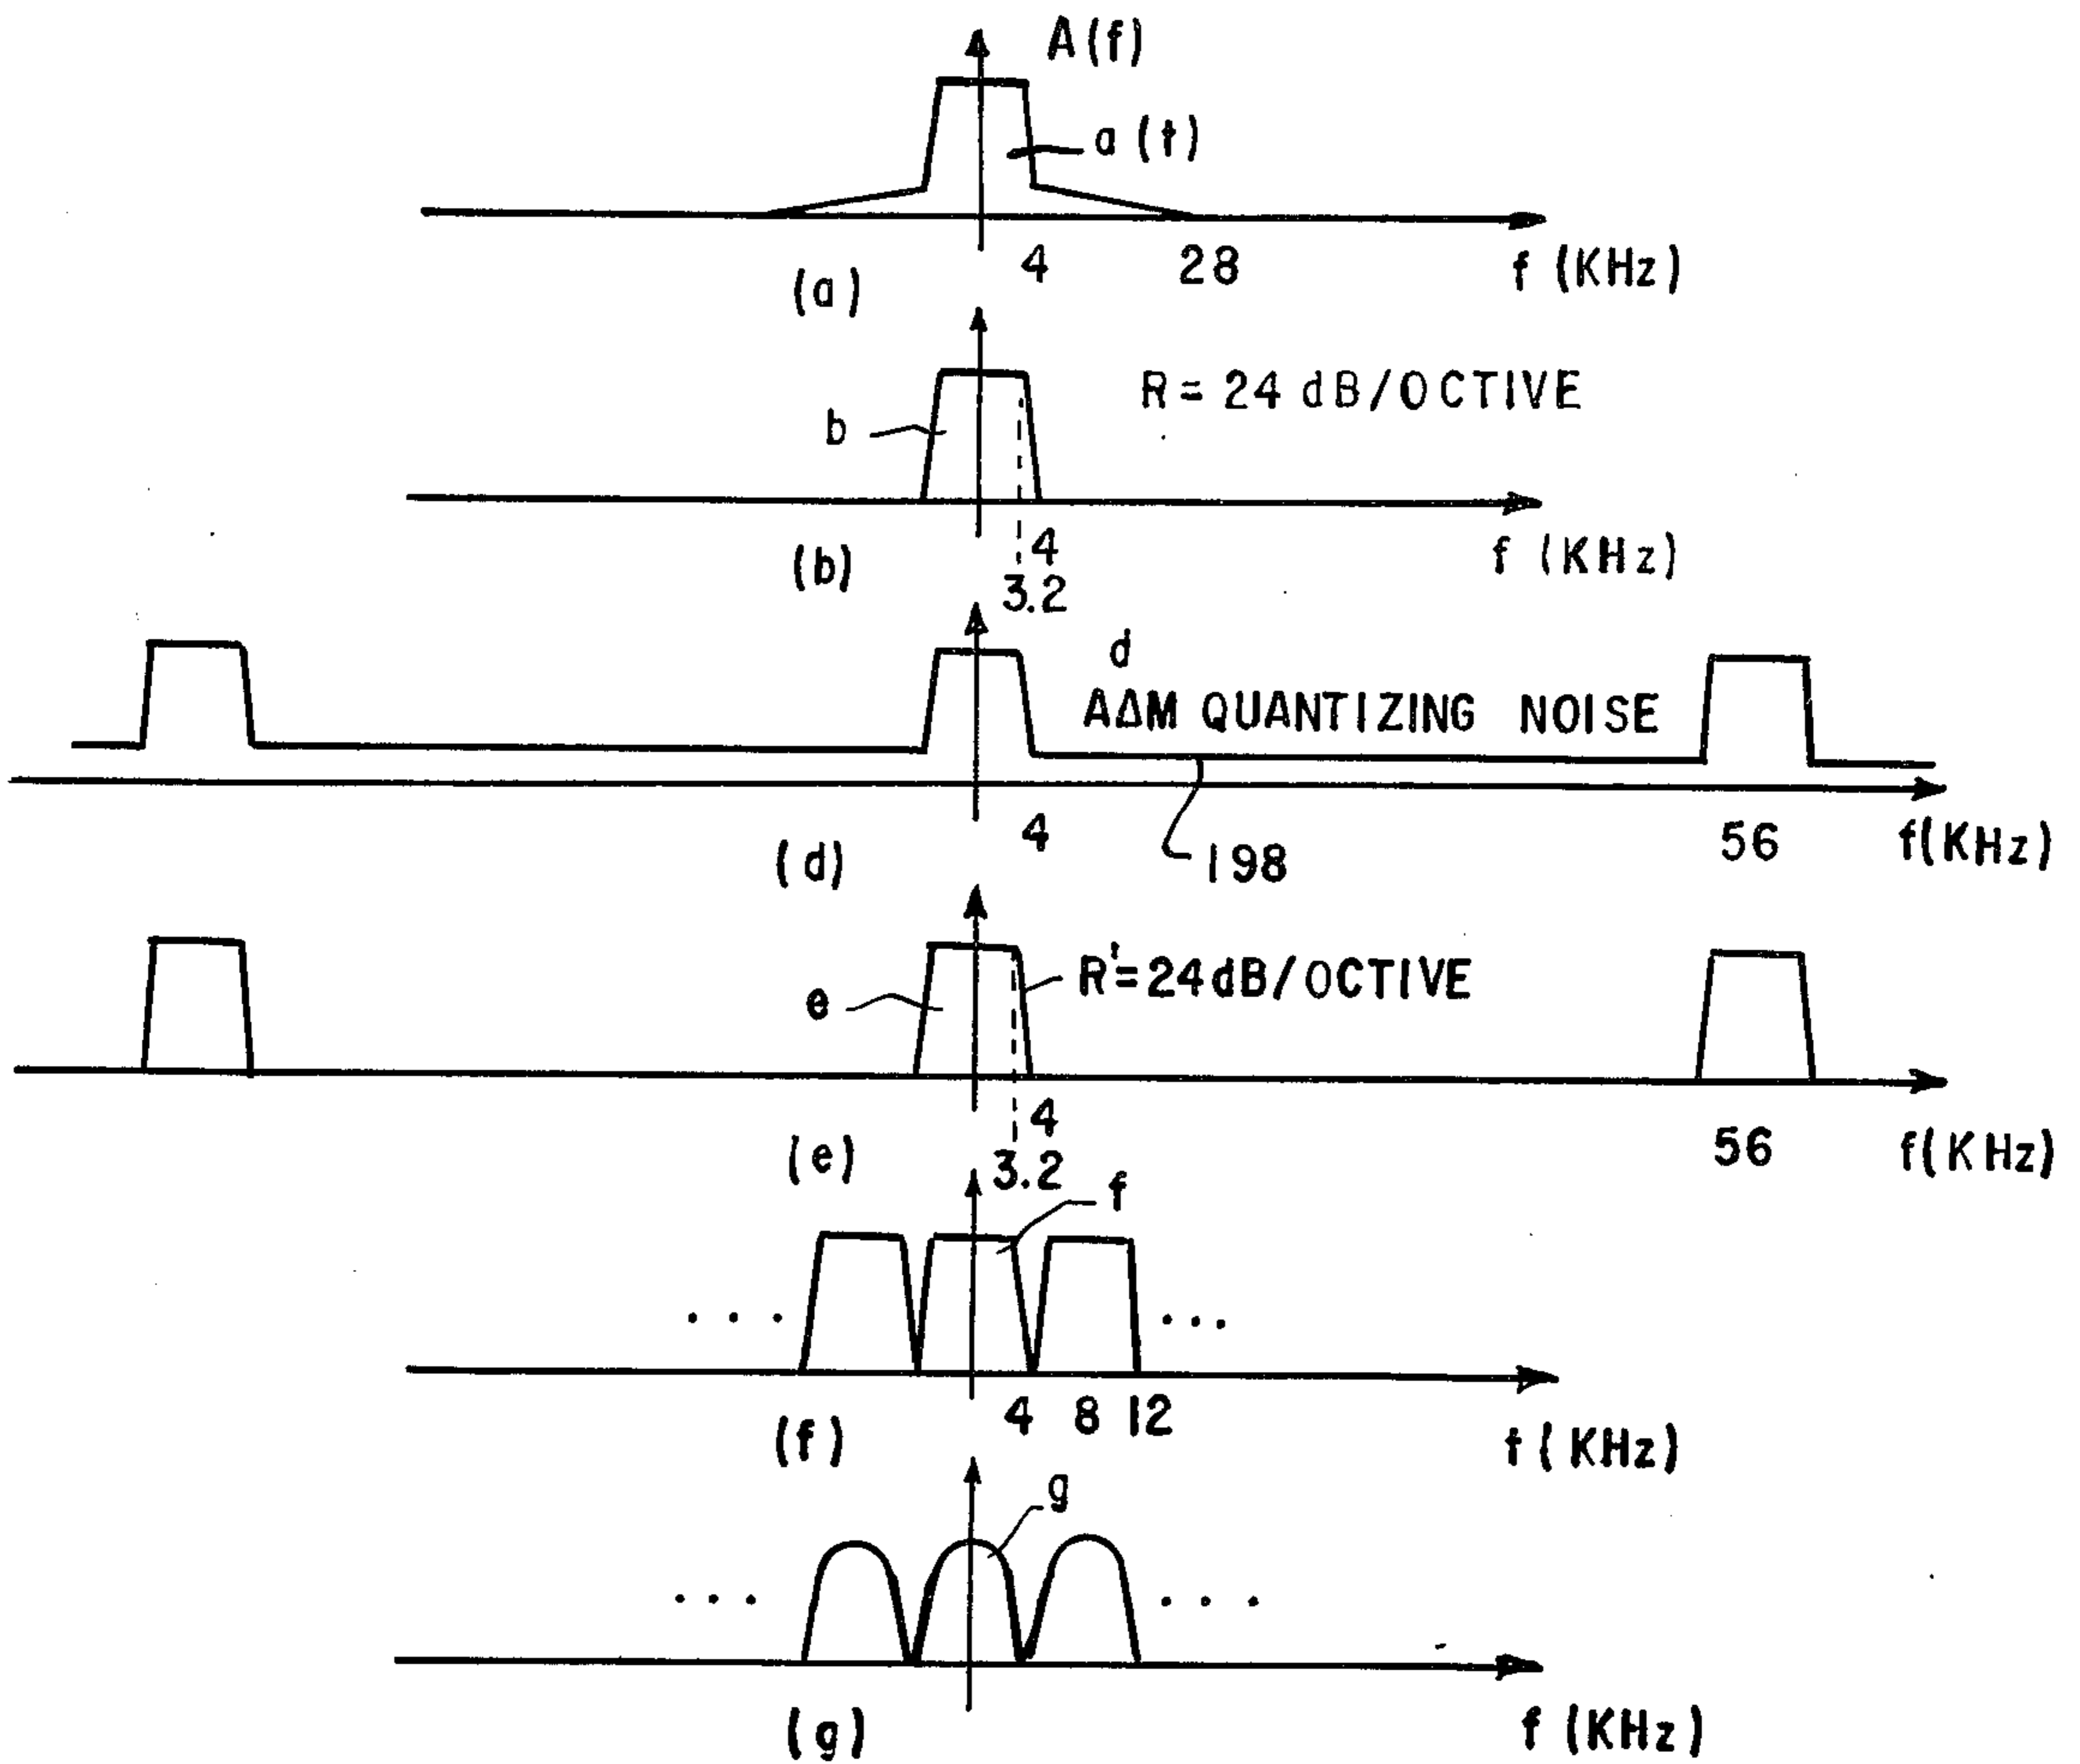 A(f)
a(t)
4 28 f (KHz)
(a)
R = 24 dB/OCTIVE
b
4 f (KHz)
(b)
3.2
d
AΔM QUANTIZING NOISE
4 56 f(KHz)
(d) 198
R'=24dB/OCTIVE
e
4 56 f(KHz)
(e) 3.2
f
. . . . . .
4 8 12
(f) f (KHz)
g
. . . . . .
(g) f (KHz)